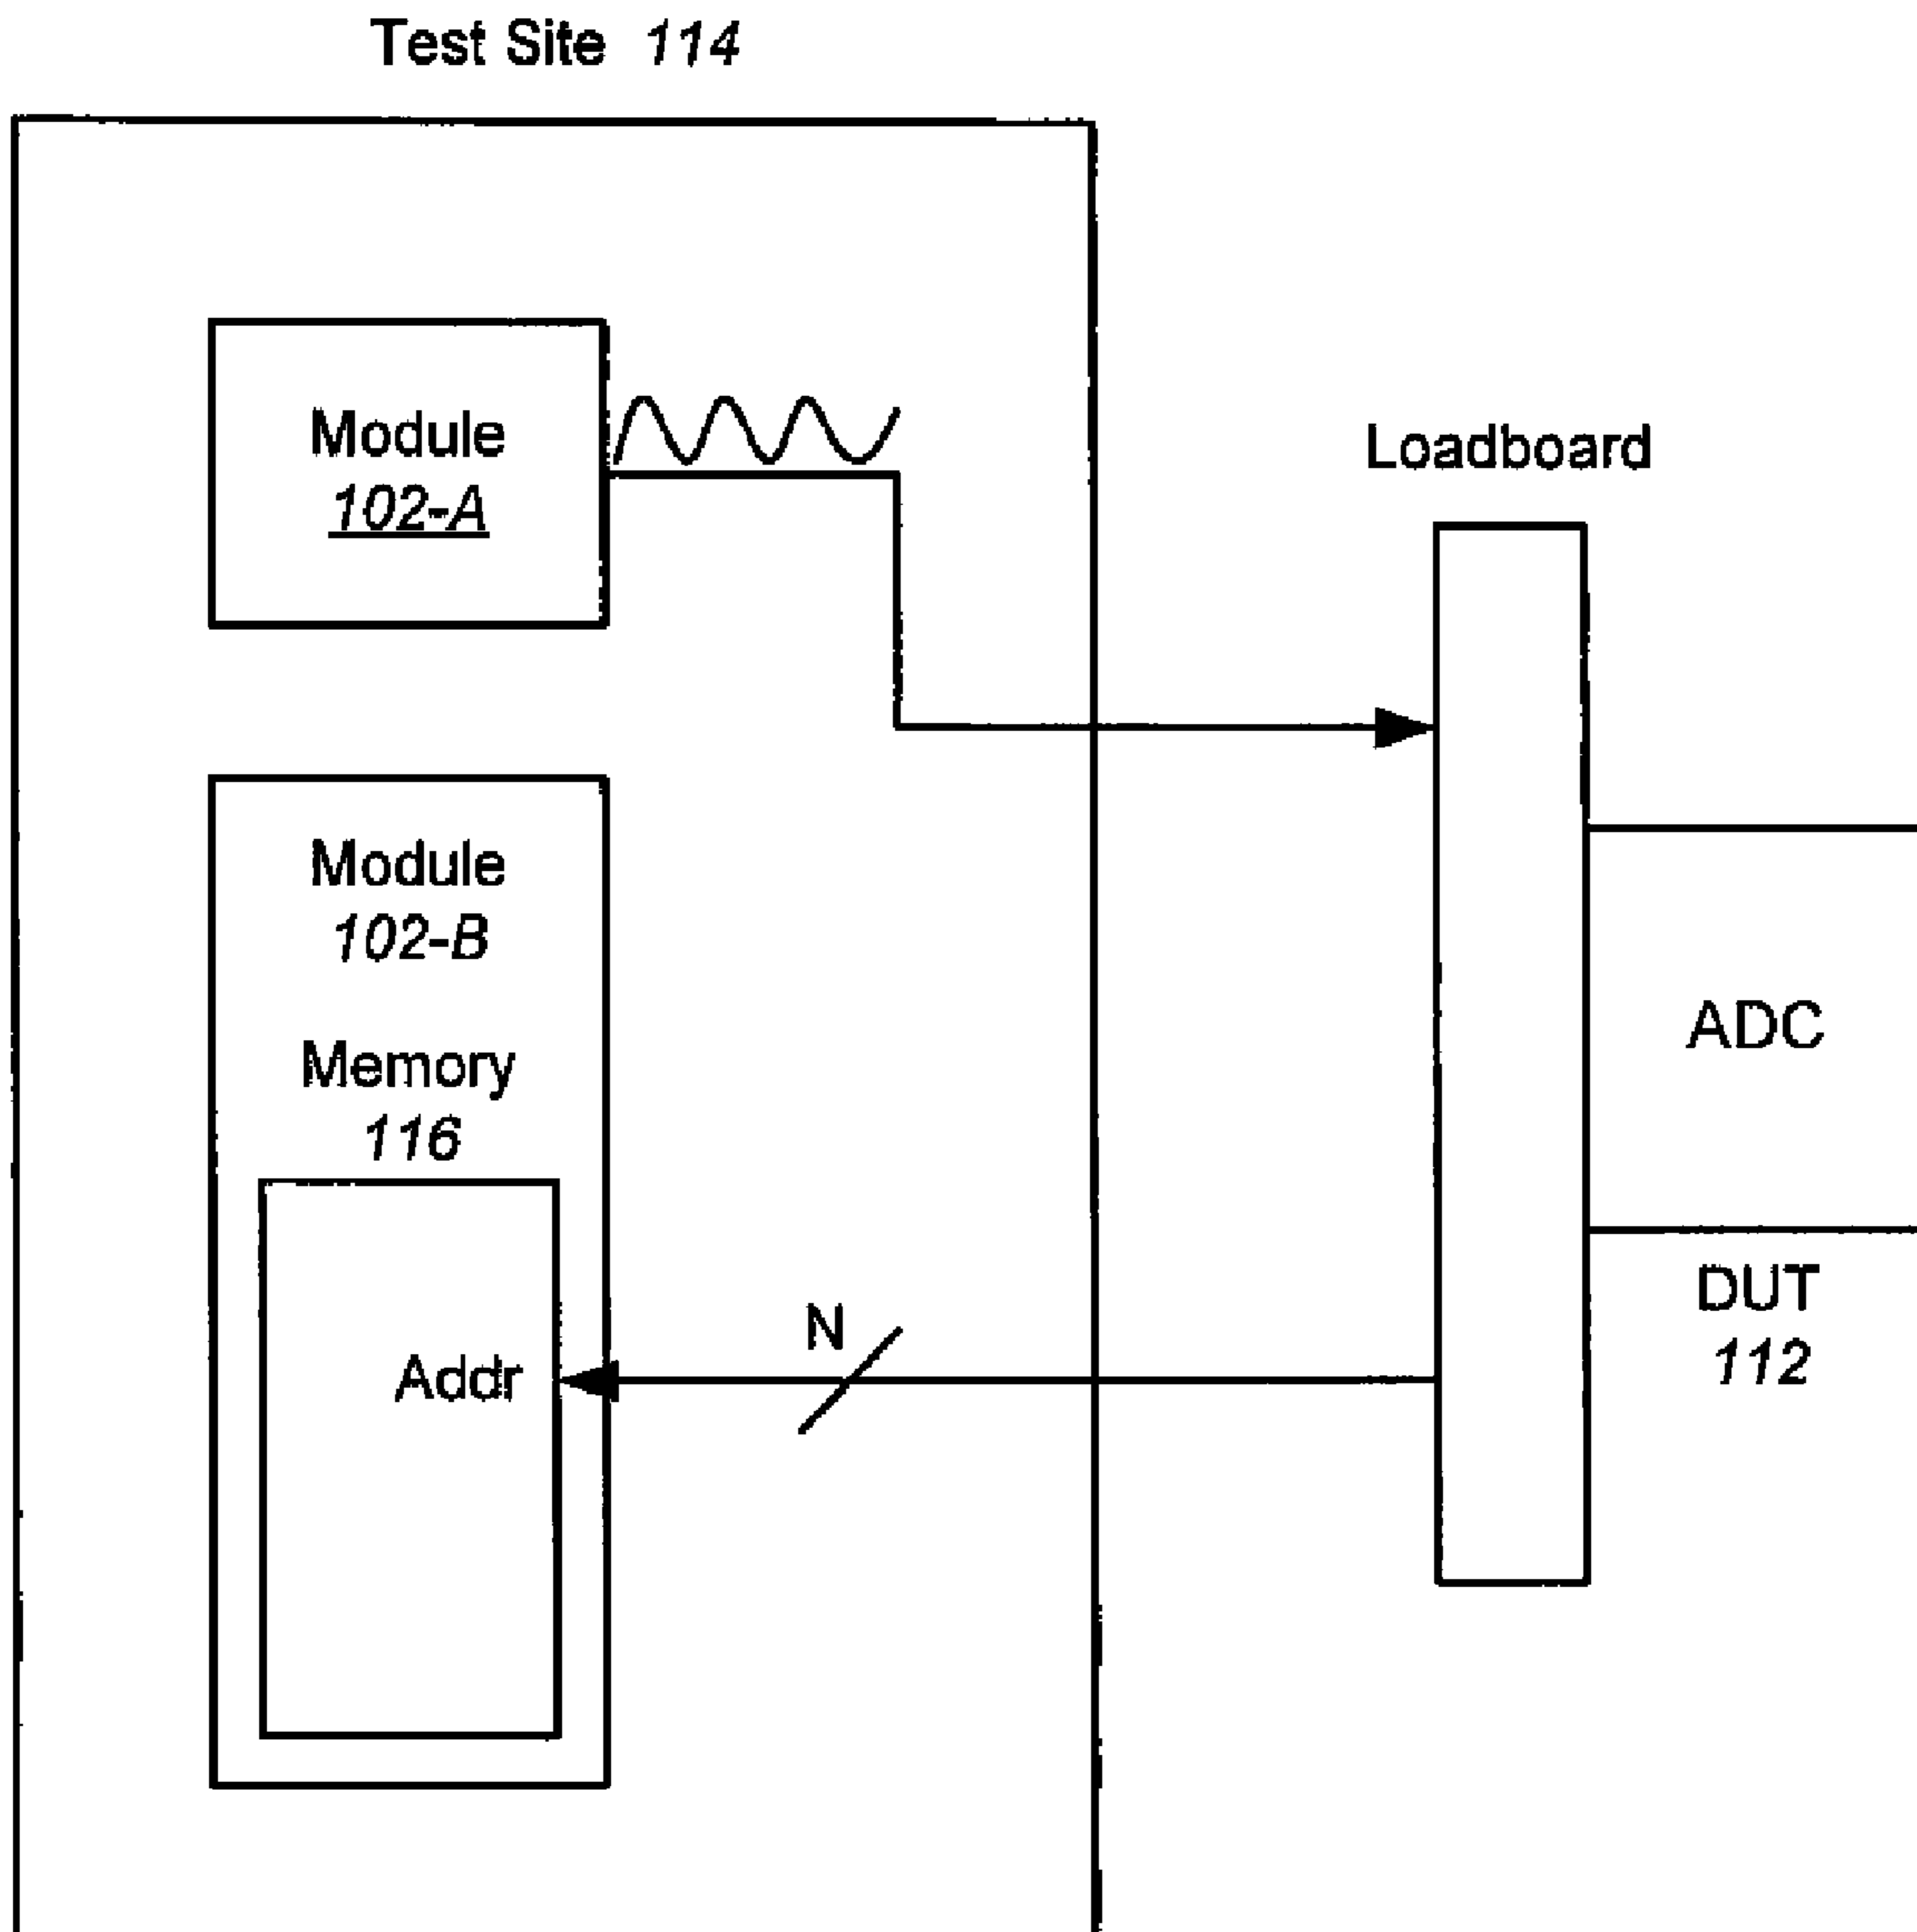 Test Site 114
Module
102-A
Loadboard
Module
102-B
ADC
Memory
116
DUT
112
N
Addr